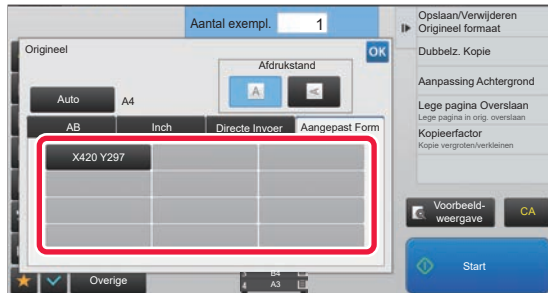 Aantal exempl. 1
Opslaan/Verwijderen
Origineel formaat
Origineel
OK
Dubbelz. Kopie
Afdrukstand
A
A
Aanpassing Achtergrond
Auto
A4
Lege pagina Overslaan
Lege pagina in orig. overslaan
AB
Inch
Directe Invoer
Aangepast Form
Kopieerfactor
Kopie vergroten/verkleinen
X420 Y297
Voorbeeld-
weergave
CA
Start
Overige
3 B4
4 A3